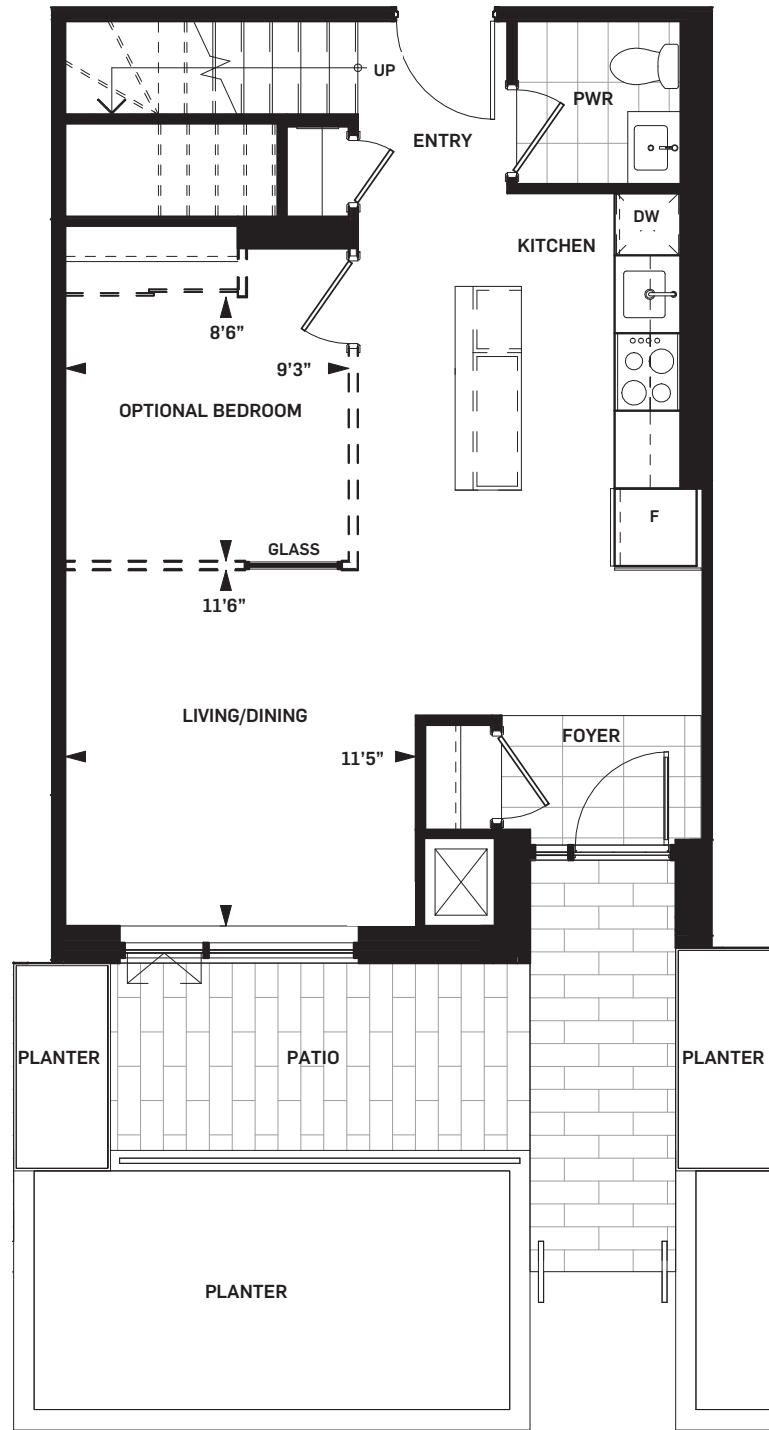 UP
PWR
ENTRY
DW
KITCHEN
8'6”
9'3”
OPTIONAL BEDROOM
F
GLASS
11'6”
LIVING/DINING
FOYER
11'5”
PLANTER
PATIO
PLANTER
PLANTER